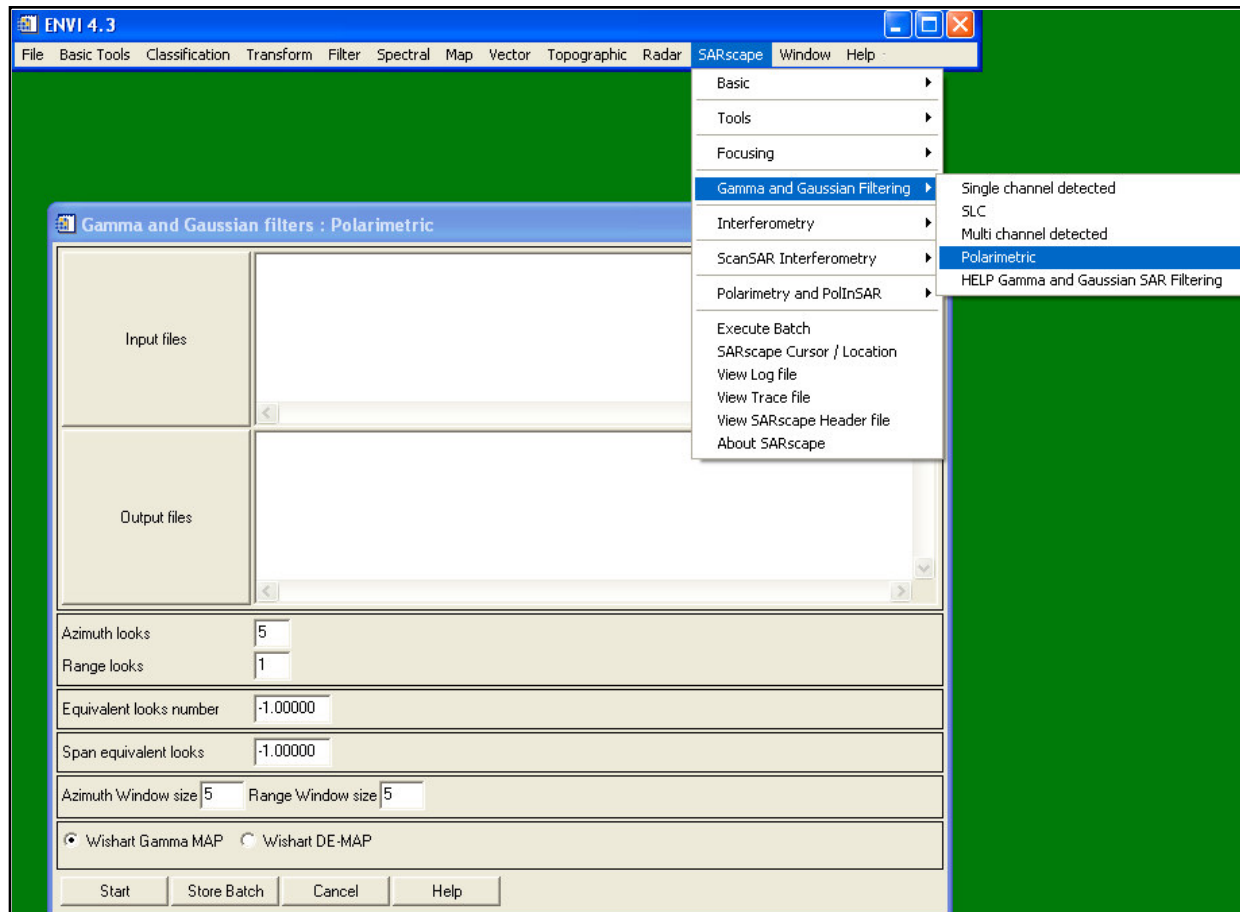 ENVI 4.3
File Basic Tools Classification Transform Filter Spectral Map Vector Topographic Radar SARscape Window Help
Basic
Tools
Focusing
Gamma and Gaussian Filtering
Interferometry
ScanSAR Interferometry
Polarimetry and PolInSAR
Execute Batch
SARscape Cursor / Location
View Log file
View Trace file
View SARscape Header file
About SARscape
Single channel detected
SLC
Multi channel detected
Polarimetric
HELP Gamma and Gaussian SAR Filtering
Gamma and Gaussian filters : Polarimetric
Input files
Output files
Azimuth looks 5
Range looks 1
Equivalent looks number -1.00000
Span equivalent looks -1.00000
Azimuth Window size 5 Range Window size 5
Wishart Gamma MAP Wishart DE-MAP
Start Store Batch Cancel Help